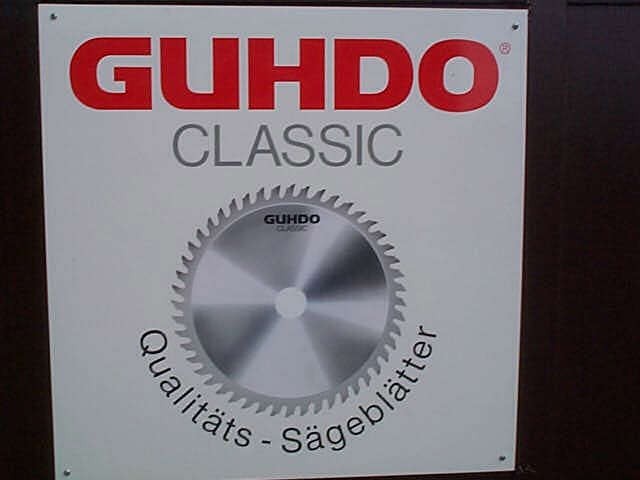 GUHDO®
CLASSIC
GUHDO
CLASSIC
Qualitäts - Sägeblätter